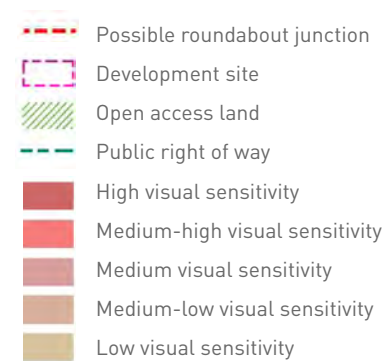 Possible roundabout junction
Development site
Open access land
Public right of way
High visual sensitivity
Medium-high visual sensitivity
Medium visual sensitivity
Medium-low visual sensitivity
Low visual sensitivity